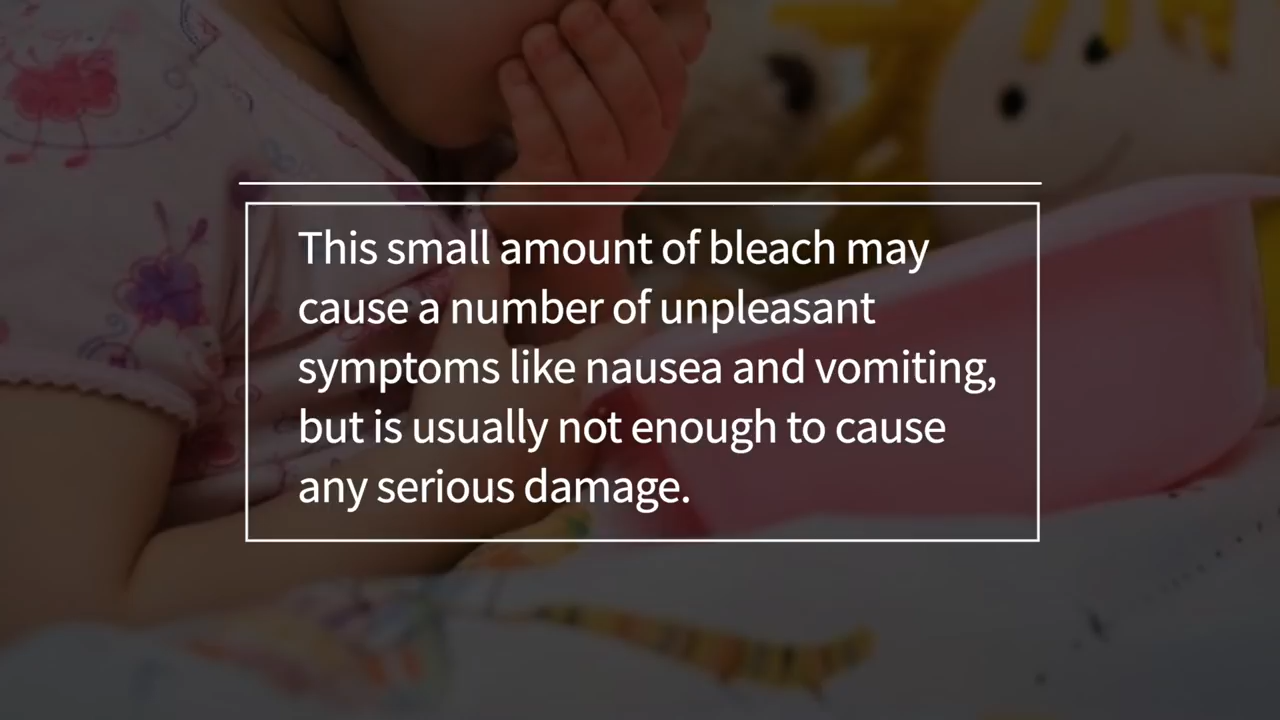 This small amount of bleach may
cause a number of unpleasant
symptoms like nausea and vomiting,
but is usually not enough to cause
any serious damage.